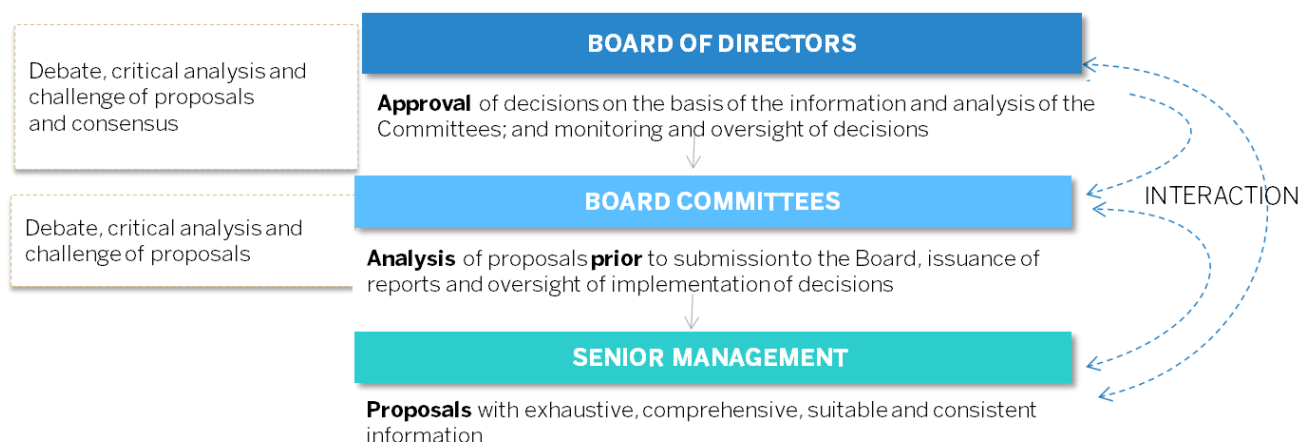 BOARD OF DIRECTORS
Debate, critical analysis and
challenge of proposals
and consensus
Approval of decisions on the basis of the information and analysis of the
Committees; and monitoring and oversight of decisions
BOARD COMMITTEES
INTERACTION
Debate, critical analysis and
challenge of proposals
Analysis of proposals prior to submission to the Board, issuance of
reports and oversight of implementation of decisions
SENIOR MANAGEMENT
Proposals with exhaustive, comprehensive, suitable and consistent
information